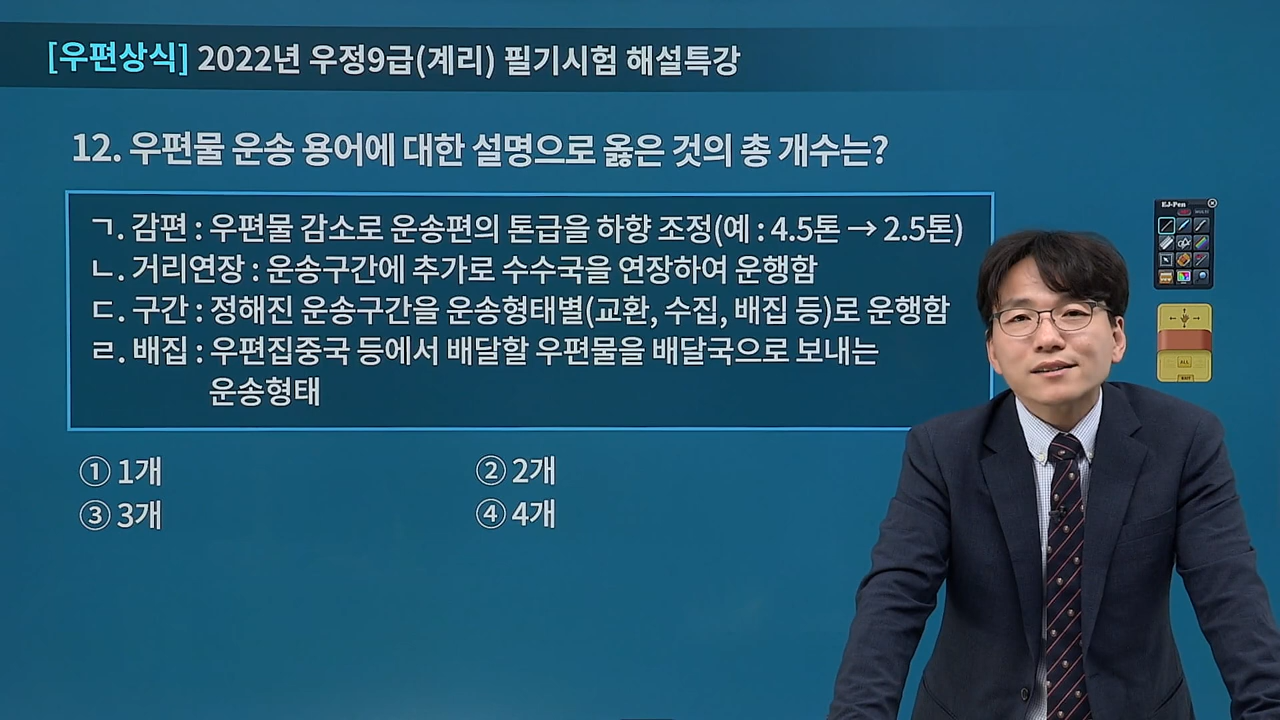 [우편상식] 2022년 우정9급(계리) 필기시험 해설특강
12. 우편물 운송 용어에 대한 설명으로 옳은 것의 총 개수는?
ㄱ. 감편 : 우편물 감소로 운송편의 톤급을 하향 조정(예 : 4.5톤 → 2.5톤)
ㄴ. 거리연장 : 운송구간에 추가로 수수국을 연장하여 운행함
ㄷ. 구간 : 정해진 운송구간을 운송형태별(교환, 수집, 배집 등)로 운행함
ㄹ. 배집 : 우편집중국 등에서 배달할 우편물을 배달국으로 보내는
운송형태
① 1개 ② 2개
③ 3개 ④ 4개
EJ-Pen
ALL
EXIT